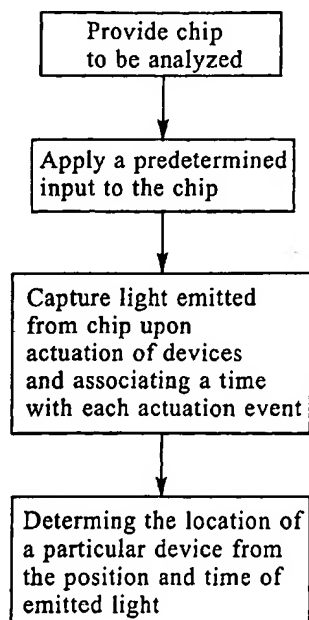 Provide chip
to be analyzed
Apply a predetermined
input to the chip
Capture light emitted
from chip upon
actuation of devices
and associating a time
with each actuation event
Determing the location of
a particular device from
the position and time of
emitted light